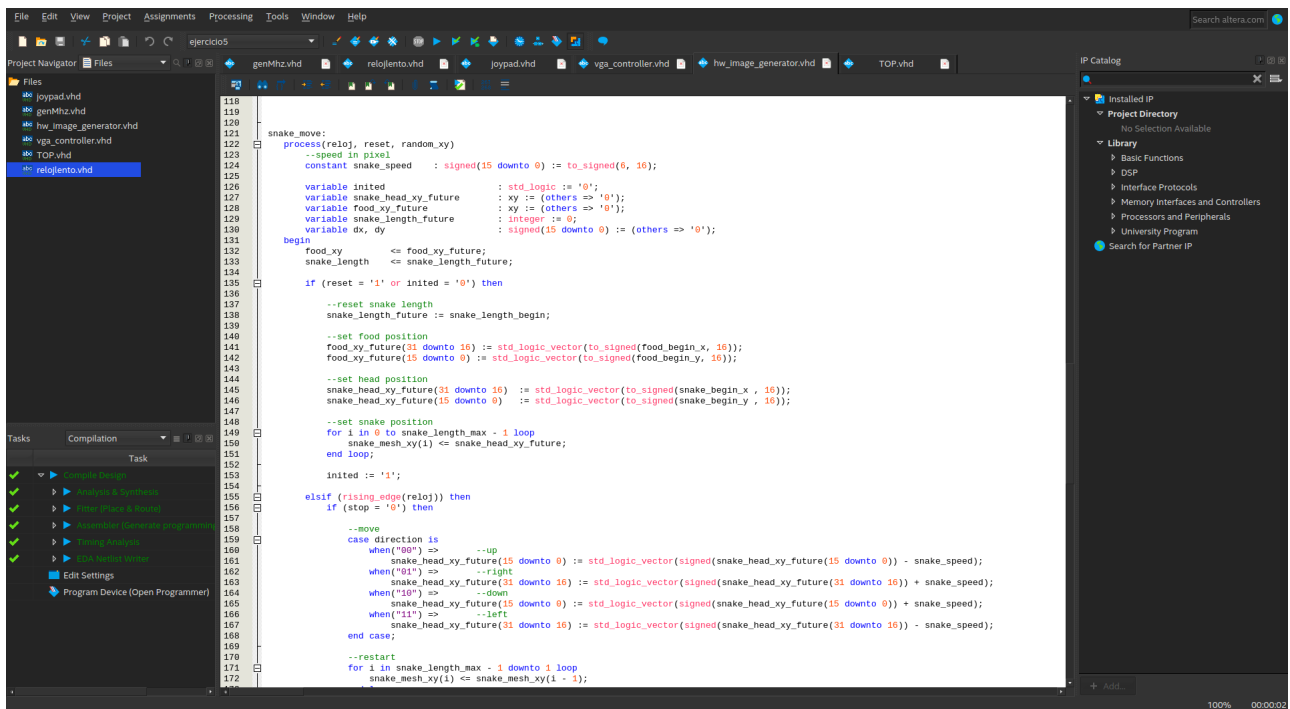 File Edit View Project Assignments Processing Tools Window Help
Search altera.com
ejercicio5
Project Navigator Files
genMhz.vhd relojlento.vhd joypad.vhd vga_controller.vhd hw_image_generator.vhd TOP.vhd
IP Catalog
Files
joypad.vhd
genMhz.vhd
hw_image_generator.vhd
vga_controller.vhd
TOP.vhd
relojlento.vhd
118
119
120
121 snake_move:
122 process(reloj, reset, random_xy)
123 --speed in pixel
124 constant snake_speed : signed(15 downto 0) := to_signed(6, 16);
125
126 variable inited : std_logic := '0';
127 variable snake_head_xy_future : xy := (others => '0');
128 variable food_xy_future : xy := (others => '0');
129 variable snake_length_future : integer := 0;
130 variable dx, dy : signed(15 downto 0) := (others => '0');
131 begin
132 food_xy <= food_xy_future;
133 snake_length <= snake_length_future;
134
135 if (reset = '1' or inited = '0') then
136
137 --reset snake length
138 snake_length_future := snake_length_begin;
139
140 --set food position
141 food_xy_future(31 downto 16) := std_logic_vector(to_signed(food_begin_x, 16));
142 food_xy_future(15 downto 0) := std_logic_vector(to_signed(food_begin_y, 16));
143
144 --set head position
145 snake_head_xy_future(31 downto 16) := std_logic_vector(to_signed(snake_begin_x , 16));
146 snake_head_xy_future(15 downto 0) := std_logic_vector(to_signed(snake_begin_y , 16));
147
148 --set snake position
149 for i in 0 to snake_length_max - 1 loop
150 snake_mesh_xy(i) <= snake_head_xy_future;
151 end loop;
152
153 inited := '1';
154
155 elsif (rising_edge(reloj)) then
156 if (stop = '0') then
157
158 --move
159 case direction is
160 when("00") => --up
161 snake_head_xy_future(15 downto 0) := std_logic_vector(signed(snake_head_xy_future(15 downto 0)) - snake_speed);
162 when("01") => --right
163 snake_head_xy_future(31 downto 16) := std_logic_vector(signed(snake_head_xy_future(31 downto 16)) + snake_speed);
164 when("10") => --down
165 snake_head_xy_future(15 downto 0) := std_logic_vector(signed(snake_head_xy_future(15 downto 0)) + snake_speed);
166 when("11") => --left
167 snake_head_xy_future(31 downto 16) := std_logic_vector(signed(snake_head_xy_future(31 downto 16)) - snake_speed);
168 end case;
169
170 --restart
171 for i in snake_length_max - 1 downto 1 loop
172 snake_mesh_xy(i) <= snake_mesh_xy(i - 1);
Tasks Compilation
Task
Compile Design
Analysis & Synthesis
Fitter (Place & Route)
Assembler (Generate programming
Timing Analysis
EDA Netlist Writer
Edit Settings
Program Device (Open Programmer)
Installed IP
Project Directory
No Selection Available
Library
Basic Functions
DSP
Interface Protocols
Memory Interfaces and Controllers
Processors and Peripherals
University Program
Search for Partner IP
+ Add...
100% 00:00:02